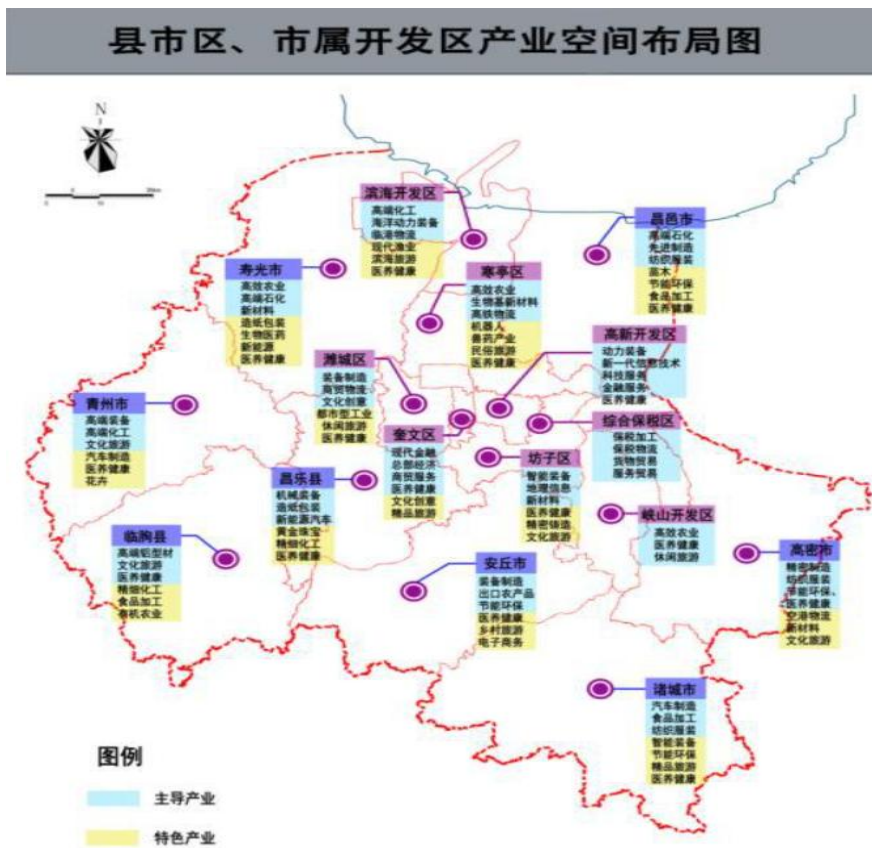 县市区、市属开发区产业空间布局图
N
滨海开发区
高端化工
海洋动力装备
临港物流
现代渔业
滨海旅游
医养健康
昌邑市
高端石化
先进制造
纺织服装
苗木
节能环保
食品加工
医养健康
寿光市
高效农业
高端石化
新材料
造纸包装
生物医药
新能源
医养健康
寒亭区
高效农业
生物基新材料
高铁物流
机器人
兽药产业
民俗旅游
医养健康
高新开发区
动力装备
新一代信息技术
科技服务
金融服务
医养健康
潍城区
装备制造
商贸物流
文化创意
都市型工业
休闲旅游
医养健康
青州市
高端装备
高端化工
文化旅游
汽车制造
医养健康
花卉
奎文区
现代金融
总部经济
商贸服务
医养健康
文化创意
精品旅游
综合保税区
保税加工
保税物流
货物贸易
服务贸易
坊子区
智能装备
地理信息
新材料
医养健康
精密铸造
文化旅游
昌乐县
机械装备
造纸包装
新能源汽车
黄金珠宝
精细化工
医养健康
峡山开发区
高效农业
医养健康
休闲旅游
临朐县
高端铝型材
文化旅游
医养健康
精细化工
食品加工
有机农业
安丘市
装备制造
出口农产品
节能环保
医养健康
乡村旅游
电子商务
高密市
精密制造
纺织服装
节能环保、
医养健康
空港物流
新材料
文化旅游
诸城市
汽车制造
食品加工
纺织服装
智能装备
节能环保
精品旅游
医养健康
图例
主导产业
特色产业